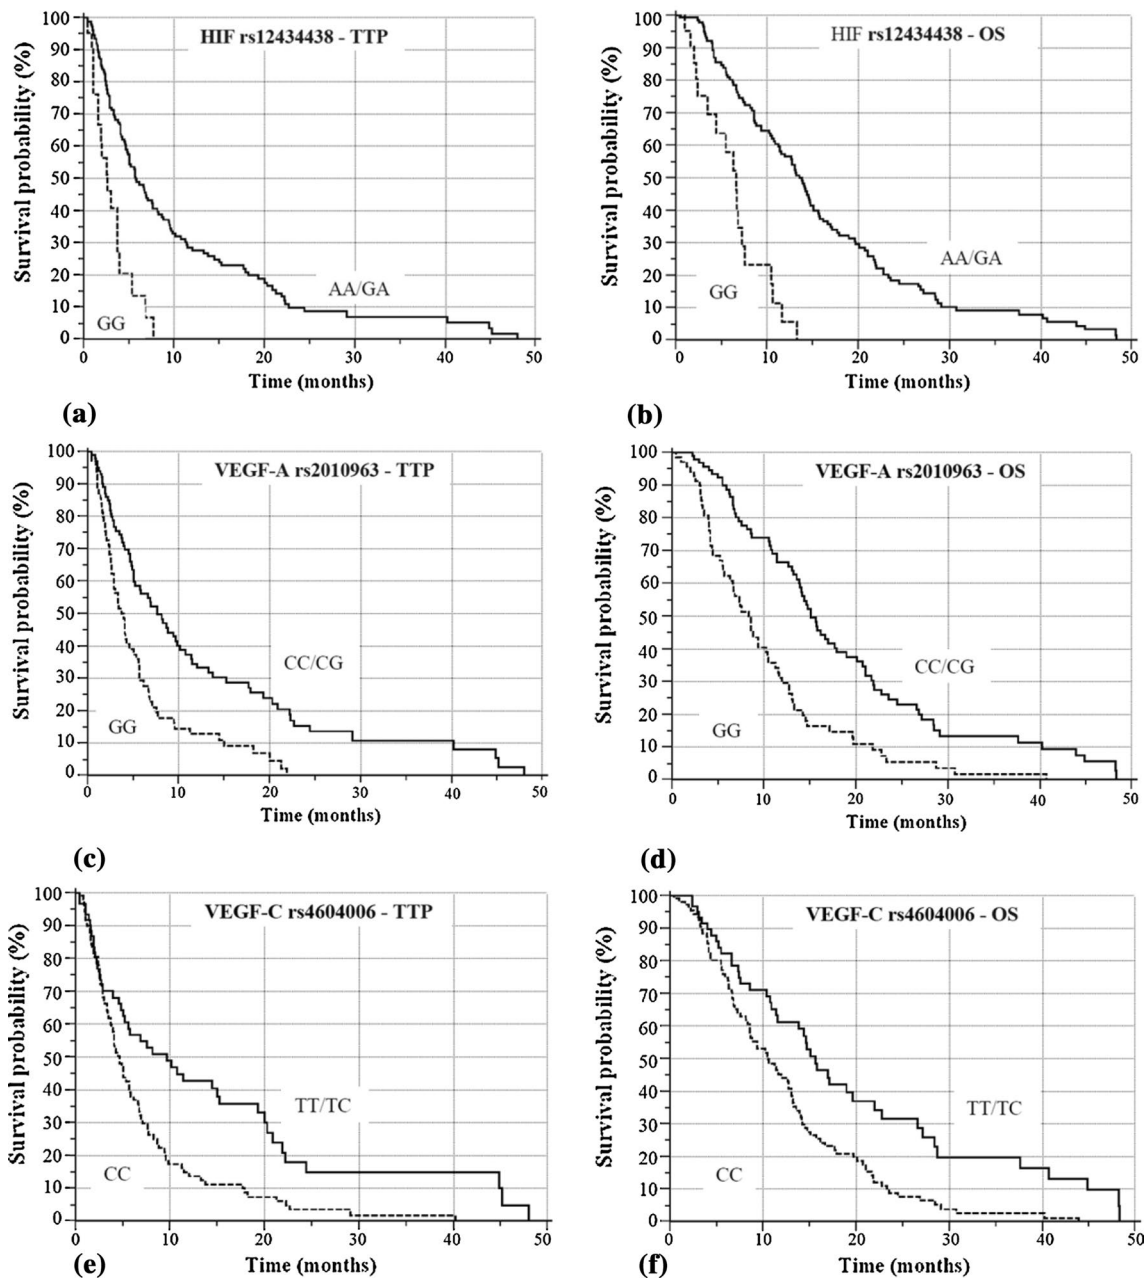 HIF rs12434438 - TTP
Survival probability (%)
100
90
80
70
60
50
40
30
20
10
0
AA/GA
GG
0 10 20 30 40 50
Time (months)
(a)
HIF rs12434438 - OS
Survival probability (%)
100
90
80
70
60
50
40
30
20
10
0
AA/GA
GG
0 10 20 30 40 50
Time (months)
(b)
VEGF-A rs2010963 - TTP
Survival probability (%)
100
90
80
70
60
50
40
30
20
10
0
CC/CG
GG
0 10 20 30 40 50
Time (months)
(c)
VEGF-A rs2010963 - OS
Survival probability (%)
100
90
80
70
60
50
40
30
20
10
0
CC/CG
GG
0 10 20 30 40 50
Time (months)
(d)
VEGF-C rs4604006 - TTP
Survival probability (%)
100
90
80
70
60
50
40
30
20
10
0
TT/TC
CC
0 10 20 30 40 50
Time (months)
(e)
VEGF-C rs4604006 - OS
Survival probability (%)
100
90
80
70
60
50
40
30
20
10
0
TT/TC
CC
0 10 20 30 40 50
Time (months)
(f)